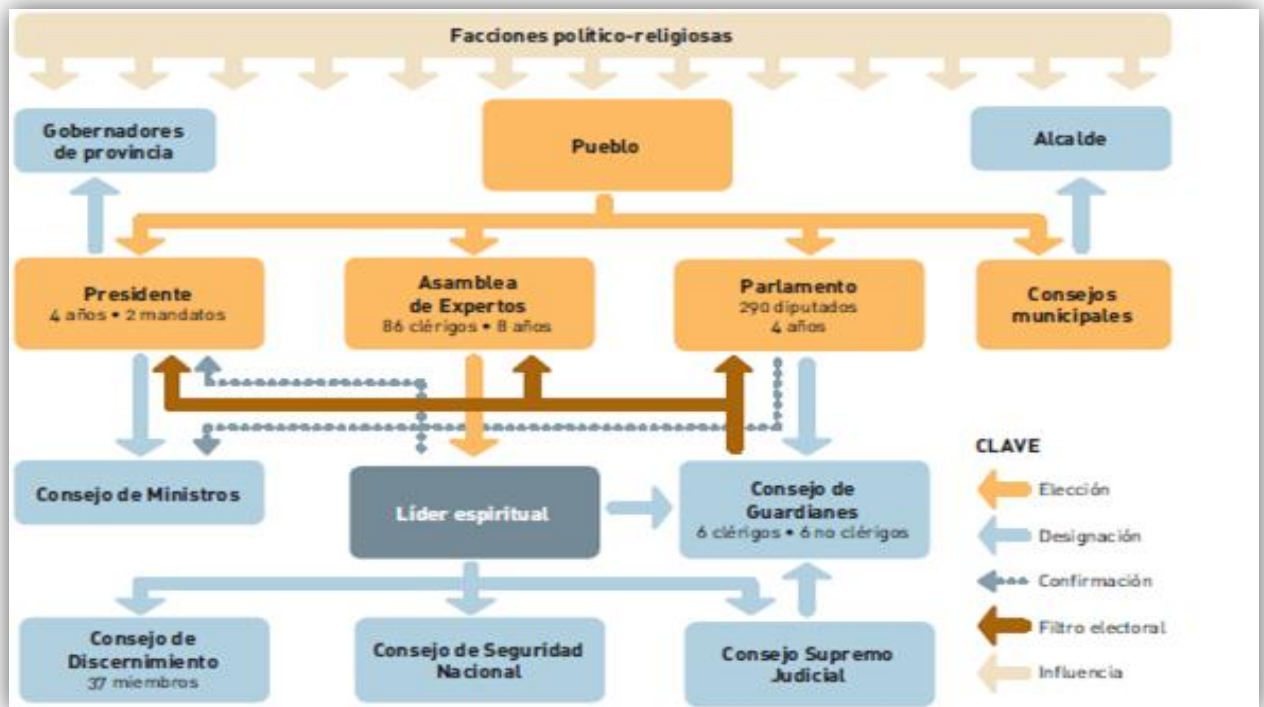 Facciones político-religiosas
Gobernadores
de provincia
Pueblo
Alcalde
Presidente
4 años • 2 mandatos
Asamblea
de Expertos
86 clérigos • 8 años
Parlamento
290 diputados
4 años
Consejos
municipales
Consejo de Ministros
Líder espiritual
Consejo de
Guardianes
6 clérigos • 6 no clérigos
CLAVE
Elección
Designación
Confirmación
Filtro electoral
Influencia
Consejo de
Discernimiento
37 miembros
Consejo de Seguridad
Nacional
Consejo Supremo
Judicial